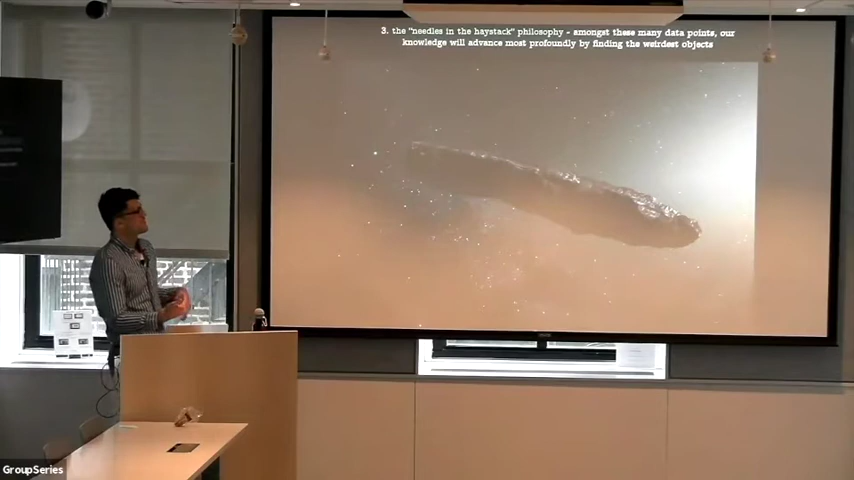 3. the "needles in the haystack" philosophy - amongst these many data points, our
knowledge will advance most profoundly by finding the weirdest objects
GroupSeries